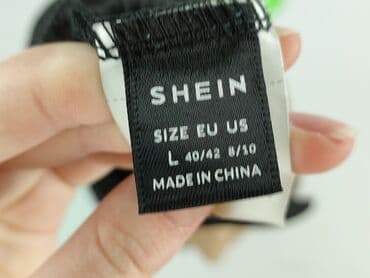 SHEIN
SIZE EU US
L 40/42 8/10
MADE IN CHINA